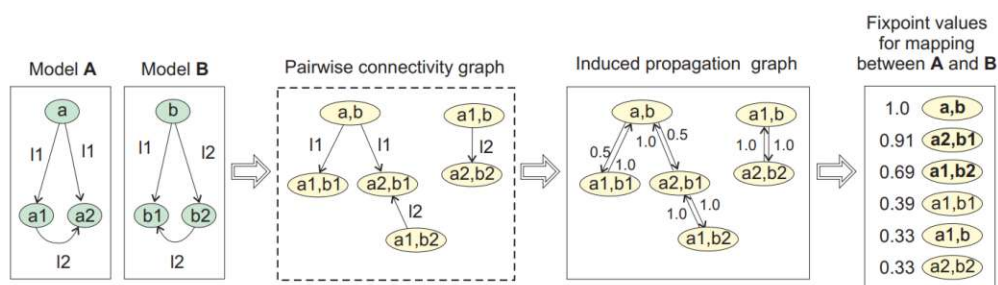 Model A
a
l1
l1
a1
a2
l2
Model B
b
l1
l2
b1
b2
l2
Pairwise connectivity graph
a,b
l1
l1
a1,b1
a2,b1
l2
a1,b2
a1,b
l2
a2,b2
Induced propagation graph
a,b
0.5
1.0
1.0
0.5
a1,b1
a2,b1
1.0
1.0
a1,b2
a1,b
1.0
1.0
a2,b2
Fixpoint values
for mapping
between A and B
1.0 a,b
0.91 a2,b1
0.69 a1,b2
0.39 a1,b1
0.33 a1,b
0.33 a2,b2